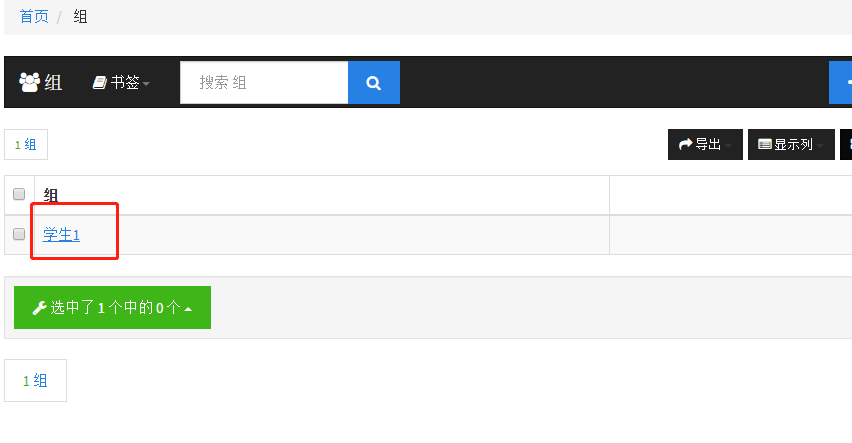 首页 / 组
组 书签 搜索 组
1 组 导出 显示列
组
学生1
选中了 1 个中的 0 个
1 组